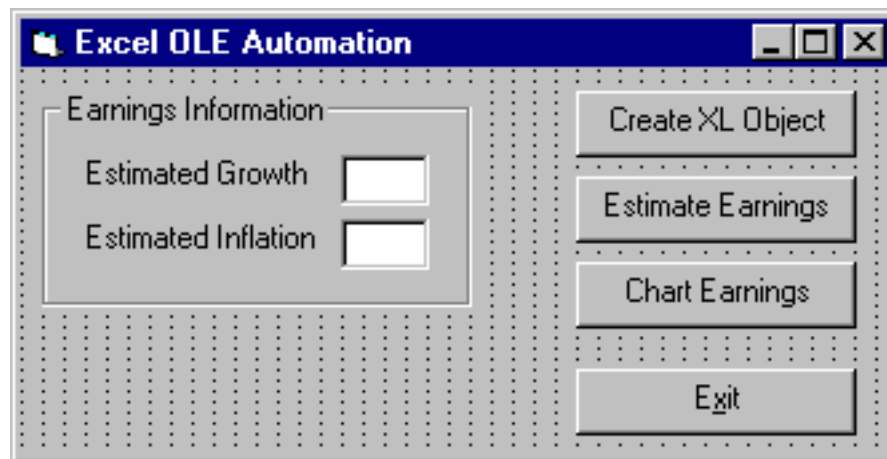 Excel OLE Automation
Earnings Information
Estimated Growth
Estimated Inflation
Create XL Object
Estimate Earnings
Chart Earnings
Exit